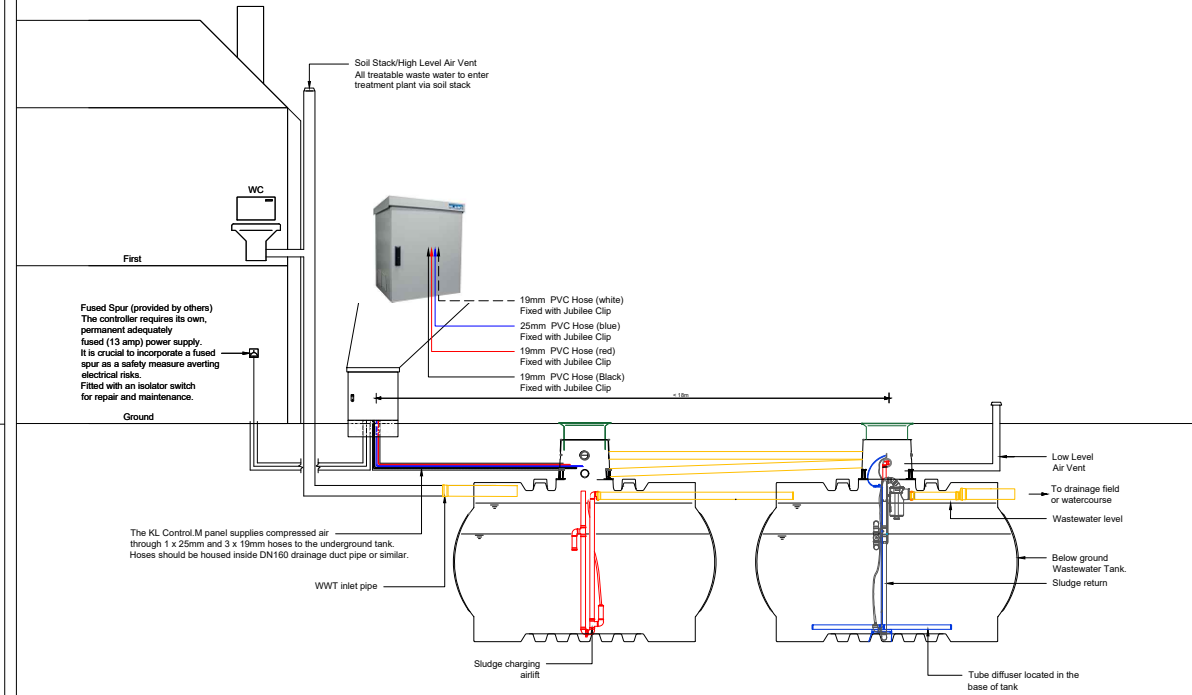 Soil Stack/High Level Air Vent
All treatable waste water to enter
treatment plant via soil stack
WC
First
Fused Spur (provided by others)
The controller requires its own,
permanent adequately
fused (13 amp) power supply.
It is crucial to incorporate a fused
spur as a safety measure averting
electrical risks.
Fitted with an isolator switch
for repair and maintenance.
Ground
19mm PVC Hose (white)
Fixed with Jubilee Clip
25mm PVC Hose (blue)
Fixed with Jubilee Clip
19mm PVC Hose (red)
Fixed with Jubilee Clip
19mm PVC Hose (Black)
Fixed with Jubilee Clip
< 18m
Low Level
Air Vent
To drainage field
or watercourse
Wastewater level
Below ground
Wastewater Tank.
Sludge return
The KL Control.M panel supplies compressed air
through 1 x 25mm and 3 x 19mm hoses to the underground tank.
Hoses should be housed inside DN160 drainage duct pipe or similar.
WWT inlet pipe
Sludge charging
airlift
Tube diffuser located in the
base of tank